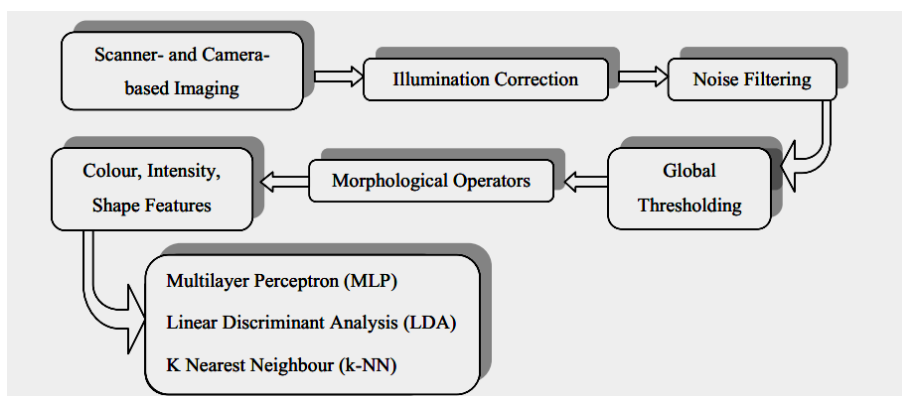 Scanner- and Camera-
based Imaging
Illumination Correction
Noise Filtering
Global
Thresholding
Morphological Operators
Colour, Intensity,
Shape Features
Multilayer Perceptron (MLP)
Linear Discriminant Analysis (LDA)
K Nearest Neighbour (k-NN)